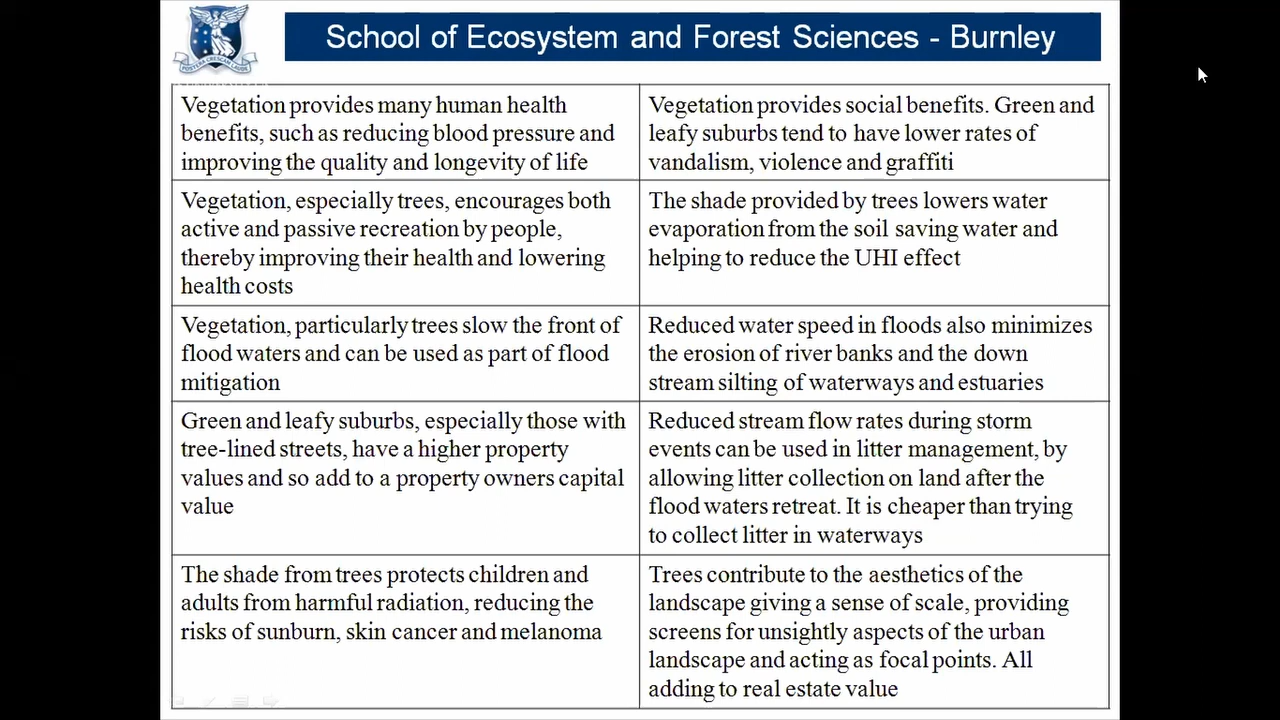 School of Ecosystem and Forest Sciences - Burnley
POSTERA CRESCAM LAUDE
Vegetation provides many human health
benefits, such as reducing blood pressure and
improving the quality and longevity of life
Vegetation provides social benefits. Green and
leafy suburbs tend to have lower rates of
vandalism, violence and graffiti
Vegetation, especially trees, encourages both
active and passive recreation by people,
thereby improving their health and lowering
health costs
The shade provided by trees lowers water
evaporation from the soil saving water and
helping to reduce the UHI effect
Vegetation, particularly trees slow the front of
flood waters and can be used as part of flood
mitigation
Reduced water speed in floods also minimizes
the erosion of river banks and the down
stream silting of waterways and estuaries
Green and leafy suburbs, especially those with
tree-lined streets, have a higher property
values and so add to a property owners capital
value
Reduced stream flow rates during storm
events can be used in litter management, by
allowing litter collection on land after the
flood waters retreat. It is cheaper than trying
to collect litter in waterways
The shade from trees protects children and
adults from harmful radiation, reducing the
risks of sunburn, skin cancer and melanoma
Trees contribute to the aesthetics of the
landscape giving a sense of scale, providing
screens for unsightly aspects of the urban
landscape and acting as focal points. All
adding to real estate value